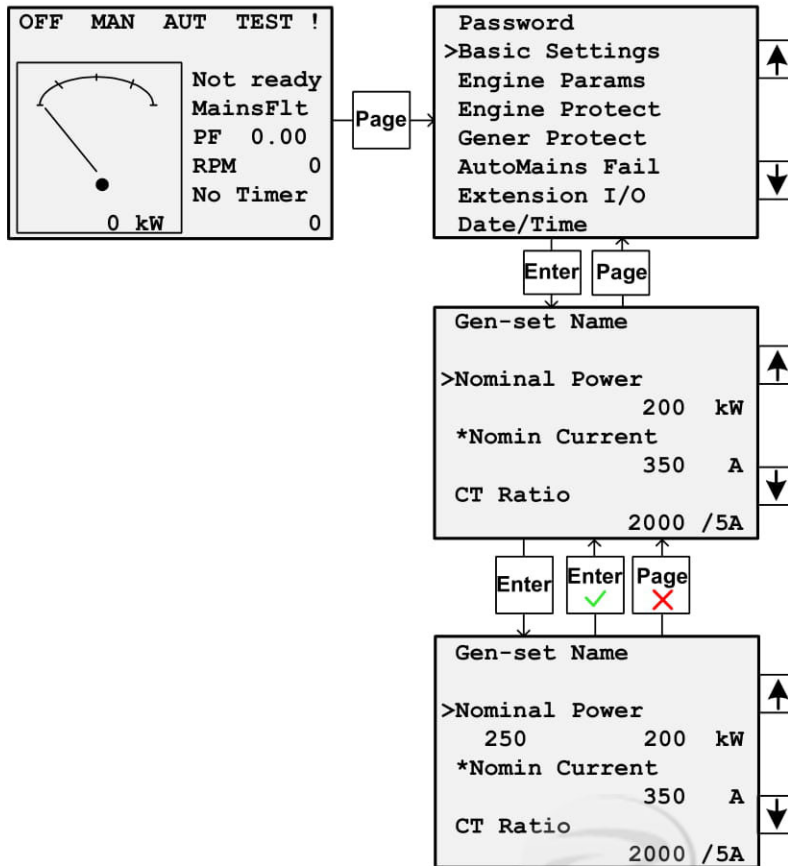 OFF MAN AUT TEST !
Not ready
MainsFlt
PF 0.00
RPM 0
No Timer
0 kW 0
Page
Password
>Basic Settings
Engine Params
Engine Protect
Gener Protect
AutoMains Fail
Extension I/O
Date/Time
Enter Page
Gen-set Name
>Nominal Power
200 kW
*Nomin Current
350 A
CT Ratio
2000 /5A
Enter Enter Page
Gen-set Name
>Nominal Power
250 200 kW
*Nomin Current
350 A
CT Ratio
2000 /5A